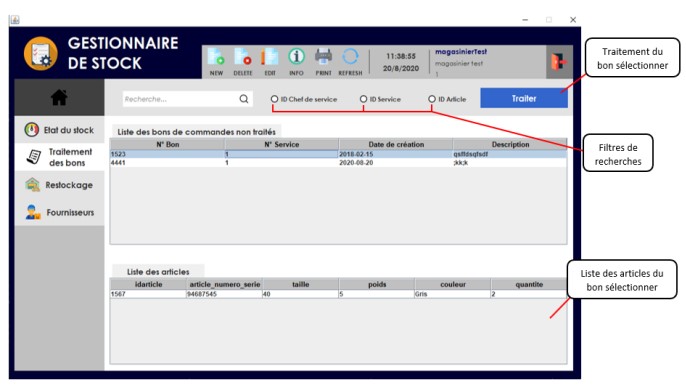 GESTIONNAIRE
DE STOCK
NEW DELETE EDIT INFO PRINT REFRESH
11:38:55
20/8/2020
magasinierTest
magasinier test
1
Traitement du
bon sélectionner
Recherche...
ID Chef de service
ID Service
ID Article
Traiter
Etat du stock
Traitement
des bons
Restockage
Fournisseurs
Liste des bons de commandes non traités
N° Bon N° Service Date de création Description
1523 1 2018-02-15 qsffdsqfsdf
4441 1 2020-08-20 ;kk;k
Filtres de
recherches
Liste des articles
idarticle article_numero_serie taille poids couleur quantite
1567 94687545 40 5 Gris 2
Liste des articles du
bon sélectionner